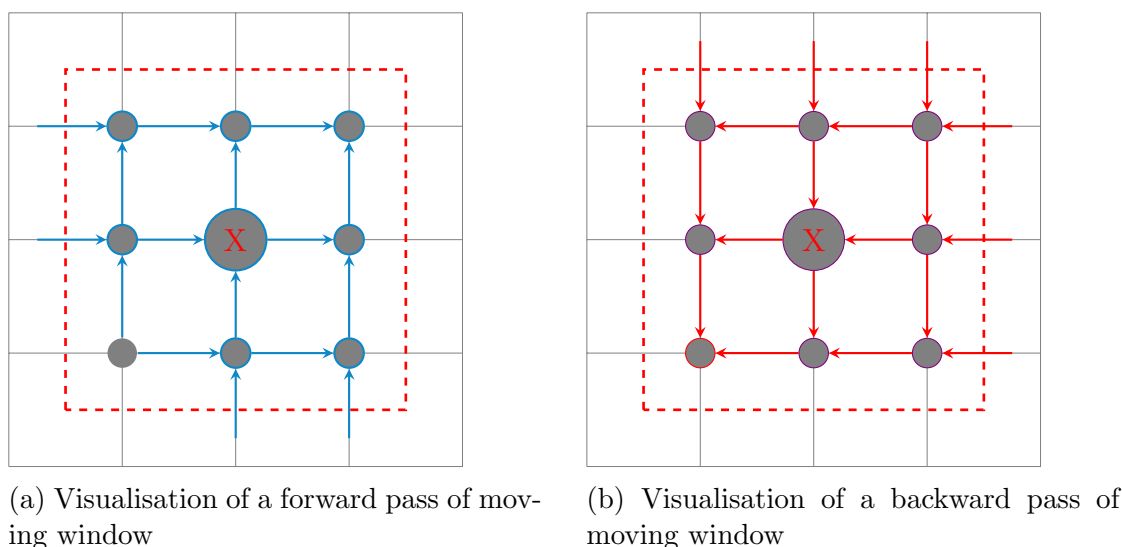 X
X
(a) Visualisation of a forward pass of mov-
ing window
(b) Visualisation of a backward pass of
moving window